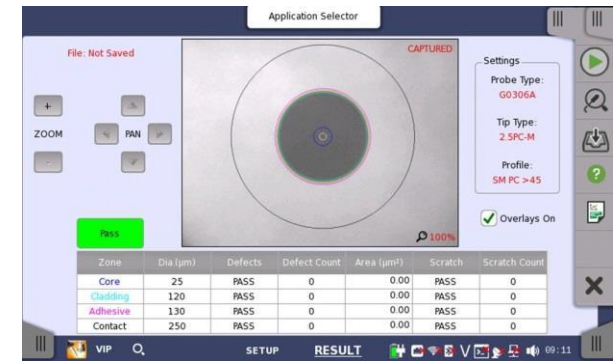 Application Selector
File: Not Saved
CAPTURED
Settings
Probe Type:
G0306A
ZOOM
PAN
Tip Type:
2.5PC-M
Profile:
SM PC >45
Overlays On
Pass
100%
Zone Dia.(μm) Defects Defect Count Area (μm²) Scratch Scratch Count
Core 25 PASS 0 0.00 PASS 0
Cladding 120 PASS 0 0.00 PASS 0
Adhesive 130 PASS 0 0.00 PASS 0
Contact 250 PASS 0 0.00 PASS 0
VIP SETUP RESULT V 09:11